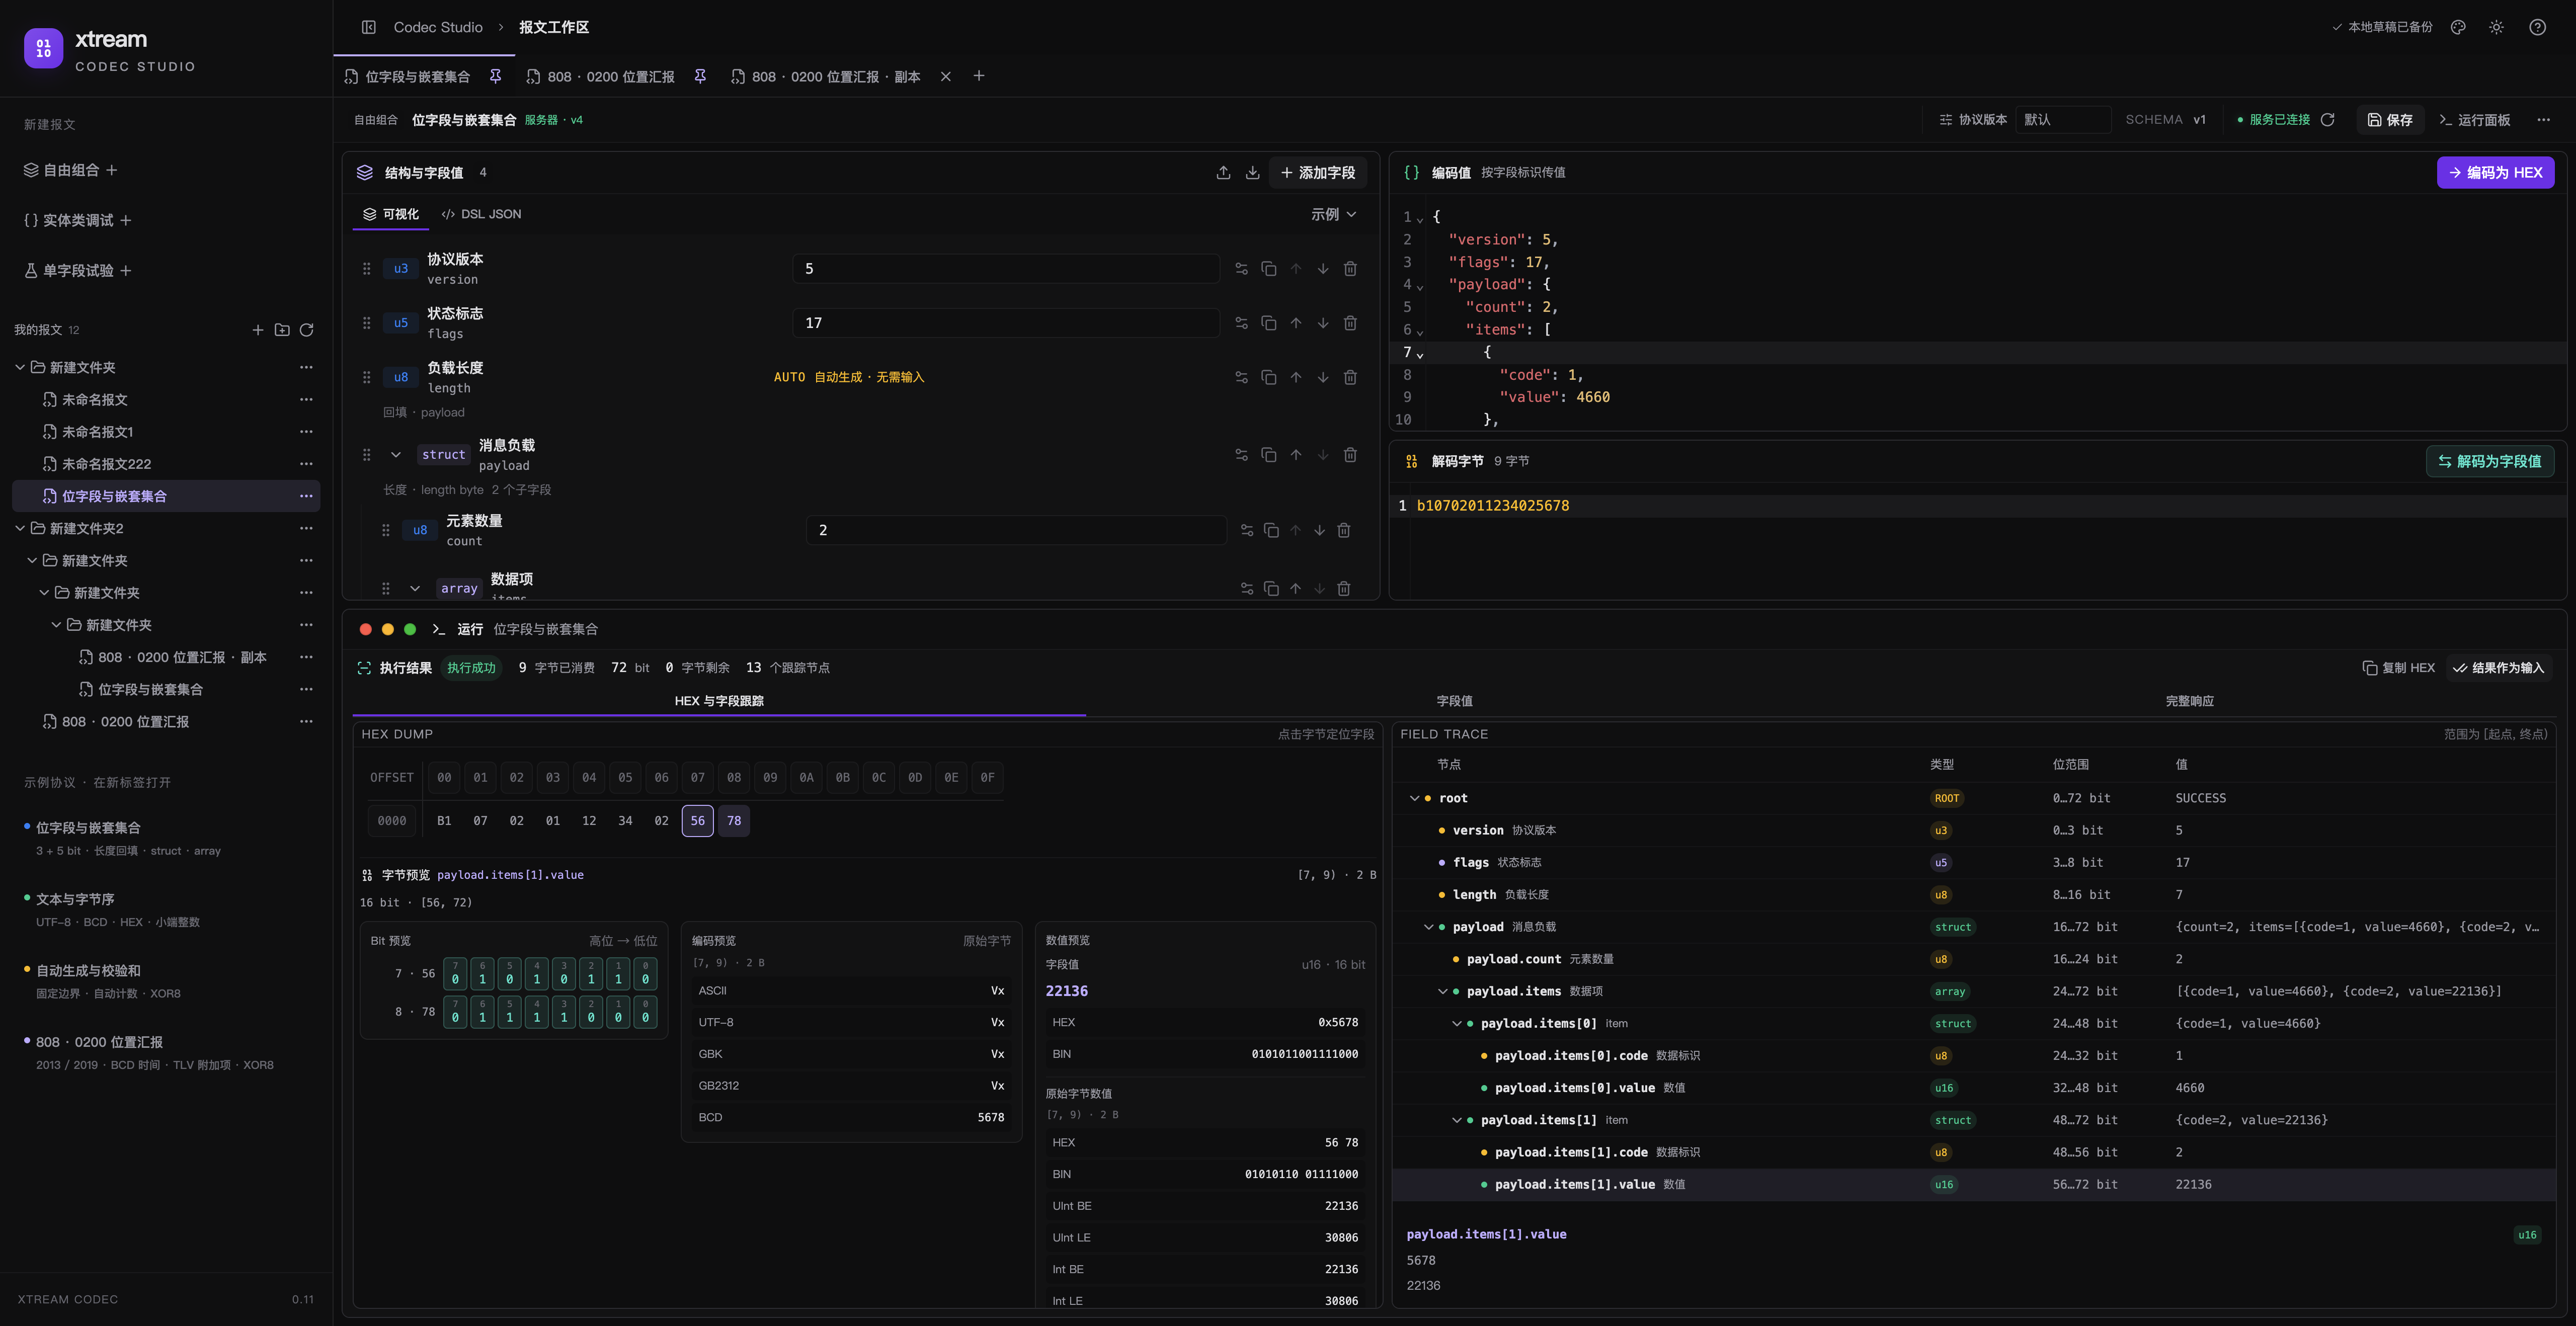 01
10
xtream
CODEC STUDIO
新建报文
自由组合
实体类调试
单字段试验
我的报文 12
新建文件夹
未命名报文
未命名报文1
未命名报文222
位字段与嵌套集合
新建文件夹2
新建文件夹
新建文件夹
新建文件夹
808 · 0200 位置汇报 · 副本
位字段与嵌套集合
808 · 0200 位置汇报
示例协议 · 在新标签打开
位字段与嵌套集合
3 + 5 bit · 长度回填 · struct · array
文本与字节序
UTF-8 · BCD · HEX · 小端整数
自动生成与校验和
固定边界 · 自动计数 · XOR8
808 · 0200 位置汇报
2013 / 2019 · BCD 时间 · TLV 附加项 · XOR8
XTREAM CODEC 0.11
Codec Studio › 报文工作区
本地草稿已备份
位字段与嵌套集合
808 · 0200 位置汇报
808 · 0200 位置汇报 · 副本
自由组合 位字段与嵌套集合 服务器 · v4
协议版本 默认 SCHEMA v1 服务已连接 保存 >_ 运行面板
结构与字段值 4
+ 添加字段
可视化
</> DSL JSON
示例
u3 协议版本 5
version
u5 状态标志 17
flags
u8 负载长度 AUTO 自动生成 · 无需输入
length
回填 · payload
struct 消息负载
payload
长度 · length byte 2 个子字段
u8 元素数量 2
count
array 数据项
items
{} 编码值 按字段标识传值
→ 编码为 HEX
1 {
2 "version": 5,
3 "flags": 17,
4 "payload": {
5 "count": 2,
6 "items": [
7 {
8 "code": 1,
9 "value": 4660
10 },
01
10
解码字节 9 字节
解码为字段值
1 b10702011234025678
>_ 运行 位字段与嵌套集合
执行结果 执行成功 9 字节已消费 72 bit 0 字节剩余 13 个跟踪节点
复制 HEX 结果作为输入
HEX 与字段跟踪 字段值 完整响应
HEX DUMP 点击字节定位字段
OFFSET 00 01 02 03 04 05 06 07 08 09 0A 0B 0C 0D 0E 0F
0000 B1 07 02 01 12 34 02 56 78
01
10
字节预览 payload.items[1].value [7, 9) · 2 B
16 bit · [56, 72)
Bit 预览 高位 → 低位
7 6 5 4 3 2 1 0
7 · 56 0 1 0 1 0 1 1 0
7 6 5 4 3 2 1 0
8 · 78 0 1 1 1 1 0 0 0
编码预览 原始字节
[7, 9) · 2 B
ASCII Vx
UTF-8 Vx
GBK Vx
GB2312 Vx
BCD 5678
数值预览
字段值 u16 · 16 bit
22136
HEX 0x5678
BIN 0101011001111000
原始字节数值
[7, 9) · 2 B
HEX 56 78
BIN 01010110 01111000
UInt BE 22136
UInt LE 30806
Int BE 22136
Int LE 30806
FIELD TRACE 范围为 [起点, 终点)
节点 类型 位范围 值
root ROOT 0…72 bit SUCCESS
version 协议版本 u3 0…3 bit 5
flags 状态标志 u5 3…8 bit 17
length 负载长度 u8 8…16 bit 7
payload 消息负载 struct 16…72 bit {count=2, items=[{code=1, value=4660}, {code=2, v…
payload.count 元素数量 u8 16…24 bit 2
payload.items 数据项 array 24…72 bit [{code=1, value=4660}, {code=2, value=22136}]
payload.items[0] item struct 24…48 bit {code=1, value=4660}
payload.items[0].code 数据标识 u8 24…32 bit 1
payload.items[0].value 数值 u16 32…48 bit 4660
payload.items[1] item struct 48…72 bit {code=2, value=22136}
payload.items[1].code 数据标识 u8 48…56 bit 2
payload.items[1].value 数值 u16 56…72 bit 22136
payload.items[1].value u16
5678
22136